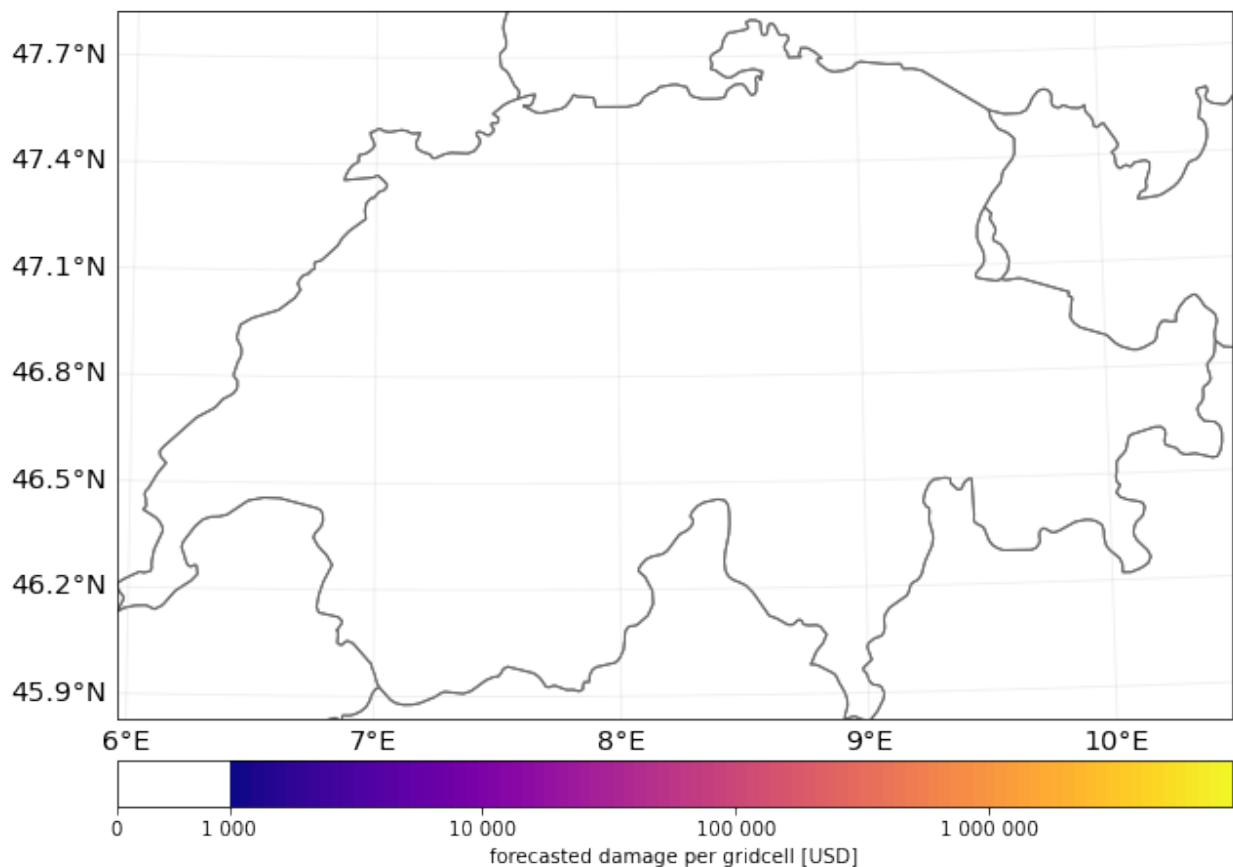 47.7°N
47.4°N
47.1°N
46.8°N
46.5°N
46.2°N
45.9°N
6°E 7°E 8°E 9°E 10°E
0 1 000 10 000 100 000 1 000 000
forecasted damage per gridcell [USD]